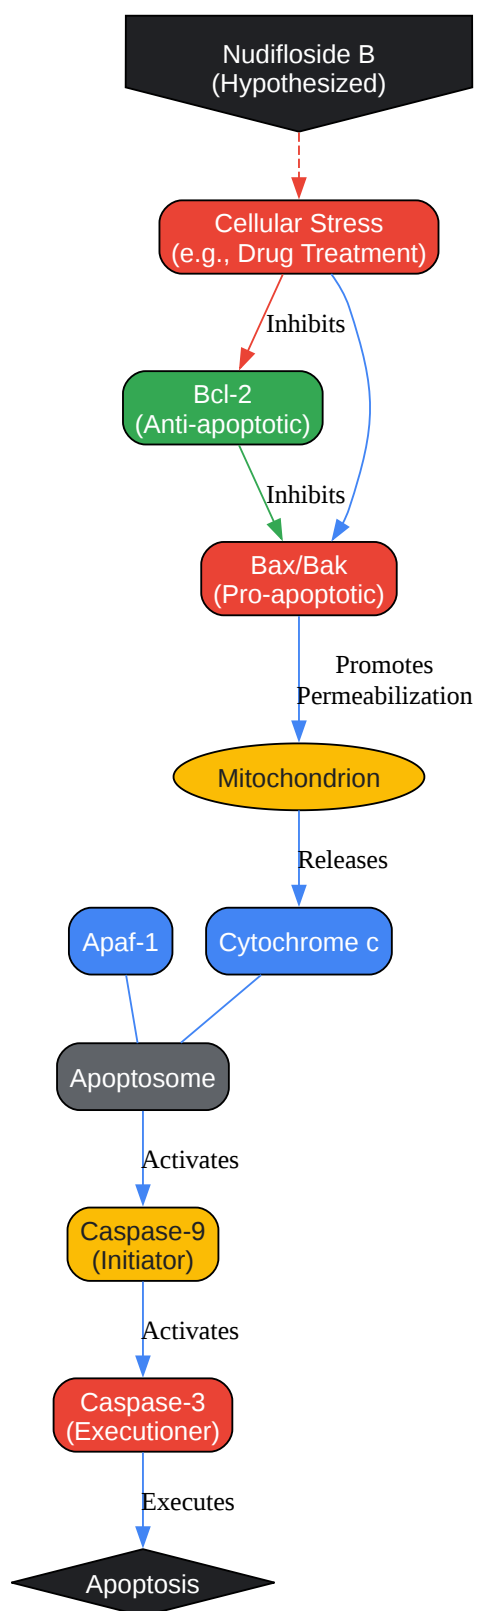 Nudifloside B
(Hypothesized)
Cellular Stress
(e.g., Drug Treatment)
Inhibits
Bcl-2
(Anti-apoptotic)
Inhibits
Bax/Bak
(Pro-apoptotic)
Promotes
Permeabilization
Mitochondrion
Releases
Apaf-1
Cytochrome c
Apoptosome
Activates
Caspase-9
(Initiator)
Activates
Caspase-3
(Executioner)
Executes
Apoptosis